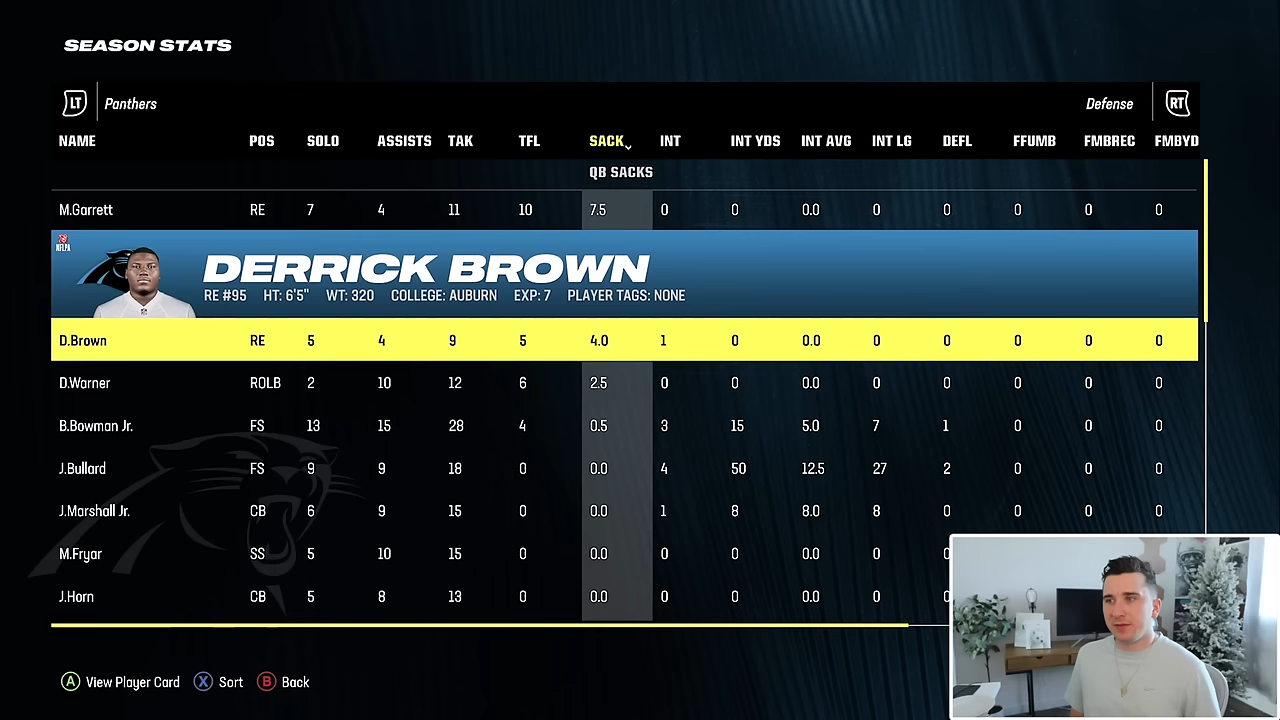 SEASON STATS
LT Panthers Defense RT
NAME POS SOLO ASSISTS TAK TFL SACK INT INT YDS INT AVG INT LG DEFL FFUMB FMBREC FMBYD
QB SACKS
M.Garrett RE 7 4 11 10 7.5 0 0 0.0 0 0 0 0 0
NFLPA
DERRICK BROWN
RE #95 HT: 6'5" WT: 320 COLLEGE: AUBURN EXP: 7 PLAYER TAGS: NONE
D.Brown RE 5 4 9 5 4.0 1 0 0.0 0 0 0 0 0
D.Warner ROLB 2 10 12 6 2.5 0 0 0.0 0 0 0 0 0
B.Bowman Jr. FS 13 15 28 4 0.5 3 15 5.0 7 1 0 0 0
J.Bullard FS 9 9 18 0 0.0 4 50 12.5 27 2 0 0 0
J.Marshall Jr. CB 6 9 15 0 0.0 1 8 8.0 8 0 0 0 0
M.Fryar SS 5 10 15 0 0.0 0 0 0.0 0 0 0 0 0
J.Horn CB 5 8 13 0 0.0 0 0 0.0 0 0
A View Player Card X Sort B Back